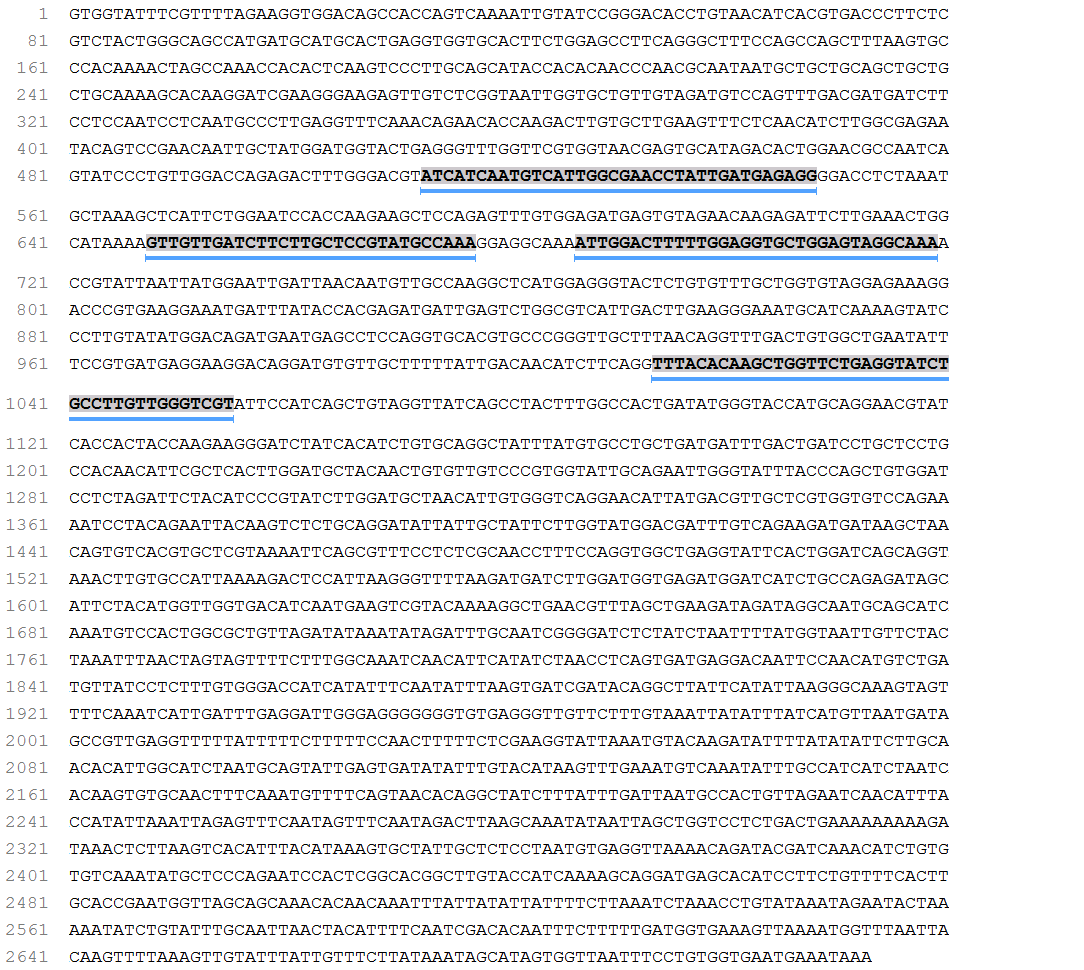 1 GTGGTATTTCGTTTTAGAAGGTGGACAGCCACCAGTCAAAATTGTATCCGGGACACCTGTAACATCACGTGACCCTTCTC
81 GTCTACTGGGCAGCCATGATGCATGCACTGAGGTGGTGCACTTCTGGAGCCTTCAGGGCTTTCCAGCCAGCTTTAAGTGC
161 CCACAAAACTAGCCAAACCACACTCAAGTCCCTTGCAGCATACCACACAACCCAACGCAATAATGCTGCTGCAGCTGCTG
241 CTGCAAAAGCACAAGGATCGAAGGGAAGAGTTGTCTCGGTAATTGGTGCTGTTGTAGATGTCCAGTTTGACGATGATCTT
321 CCTCCAATCCTCAATGCCCTTGAGGTTTCAAACAGAACACCAAGACTTGTGCTTGAAGTTTCTCAACATCTTGGCGAGAA
401 TACAGTCCGAACAATTGCTATGGATGGTACTGAGGGTTTGGTTCGTGGTAACGAGTGCATAGACACTGGAACGCCAATCA
481 GTATCCCTGTTGGACCAGAGACTTTGGGACGTATCATCAATGTCATTGGCGAACCTATTGATGAGAGGGGACCTCTAAAT
561 GCTAAAGCTCATTCTGGAATCCACCAAGAAGCTCCAGAGTTTGTGGAGATGAGTGTAGAACAAGAGATTCTTGAAACTGG
641 CATAAAAGTTGTTGATCTTCTTGCTCCGTATGCCAAAGGAGGCAAAATTGGACTTTTTGGAGGTGCTGGAGTAGGCAAAA
721 CCGTATTAATTATGGAATTGATTAACAATGTTGCCAAGGCTCATGGAGGGTACTCTGTGTTTGCTGGTGTAGGAGAAAGG
801 ACCCGTGAAGGAAATGATTTATACCACGAGATGATTGAGTCTGGCGTCATTGACTTGAAGGGAAATGCATCAAAAGTATC
881 CCTTGTATATGGACAGATGAATGAGCCTCCAGGTGCACGTGCCCGGGTTGCTTTAACAGGTTTGACTGTGGCTGAATATT
961 TCCGTGATGAGGAAGGACAGGATGTGTTGCTTTTTATTGACAACATCTTCAGGTTTACACAAGCTGGTTCTGAGGTATCT
1041 GCCTTGTTGGGTCGTATTCCATCAGCTGTAGGTTATCAGCCTACTTTGGCCACTGATATGGGTACCATGCAGGAACGTAT
1121 CACCACTACCAAGAAGGGATCTATCACATCTGTGCAGGCTATTTATGTGCCTGCTGATGATTTGACTGATCCTGCTCCTG
1201 CCACAACATTCGCTCACTTGGATGCTACAACTGTGTTGTCCCGTGGTATTGCAGAATTGGGTATTTACCCAGCTGTGGAT
1281 CCTCTAGATTCTACATCCCGTATCTTGGATGCTAACATTGTGGGTCAGGAACATTATGACGTTGCTCGTGGTGTCCAGAA
1361 AATCCTACAGAATTACAAGTCTCTGCAGGATATTATTGCTATTCTTGGTATGGACGATTTGTCAGAAGATGATAAGCTAA
1441 CAGTGTCACGTGCTCGTAAAATTCAGCGTTTCCTCTCGCAACCTTTCCAGGTGGCTGAGGTATTCACTGGATCAGCAGGT
1521 AAACTTGTGCCATTAAAAGACTCCATTAAGGGTTTTAAGATGATCTTGGATGGTGAGATGGATCATCTGCCAGAGATAGC
1601 ATTCTACATGGTTGGTGACATCAATGAAGTCGTACAAAAGGCTGAACGTTTAGCTGAAGATAGATAGGCAATGCAGCATC
1681 AAATGTCCACTGGCGCTGTTAGATATAAATATAGATTTGCAATCGGGGATCTCTATCTAATTTTATGGTAATTGTTCTAC
1761 TAAATTTAACTAGTAGTTTTCTTTGGCAAATCAACATTCATATCTAACCTCAGTGATGAGGACAATTCCAACATGTCTGA
1841 TGTTATCCTCTTTGTGGGACCATCATATTTCAATATTTAAGTGATCGATACAGGCTTATTCATATTAAGGGCAAAGTAGT
1921 TTTCAAATCATTGATTTGAGGATTGGGAGGGGGGGTGTGAGGGTTGTTCTTTGTAAATTATATTTATCATGTTAATGATA
2001 GCCGTTGAGGTTTTTATTTTTCTTTTTCCAACTTTTTCTCGAAGGTATTAAATGTACAAGATATTTTATATATTCTTGCA
2081 ACACATTGGCATCTAATGCAGTATTGAGTGATATATTTGTACATAAGTTTGAAATGTCAAATATTTGCCATCATCTAATC
2161 ACAAGTGTGCAACTTTCAAATGTTTTCAGTAACACAGGCTATCTTTATTTGATTAATGCCACTGTTAGAATCAACATTTA
2241 CCATATTAAATTAGAGTTTCAATAGTTTCAATAGACTTAAGCAAATATAATTAGCTGGTCCTCTGACTGAAAAAAAAAGA
2321 TAAACTCTTAAGTCACATTTACATAAAGTGCTATTGCTCTCCTAATGTGAGGTTAAAACAGATACGATCAAACATCTGTG
2401 TGTCAAATATGCTCCCAGAATCCACTCGGCACGGCTTGTACCATCAAAAGCAGGATGAGCACATCCTTCTGTTTTCACTT
2481 GCACCGAATGGTTAGCAGCAAACACAACAAATTTATTATATTATTTTCTTAAATCTAAACCTGTATAAATAGAATACTAA
2561 AAATATCTGTATTTGCAATTAACTACATTTTCAATCGACACAATTTCTTTTTGATGGTGAAAGTTAAAATGGTTTAATTA
2641 CAAGTTTTAAAGTTGTATTTATTGTTTCTTATAAATAGCATAGTGGTTAATTTCCTGTGGTGAATGAAATAAA